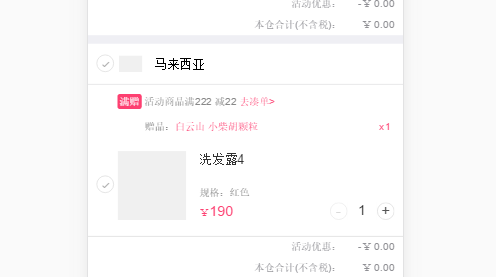 活动优惠： -￥0.00
本仓合计(不含税)： ￥0.00
马来西亚
满赠 活动商品满222 减22 去凑单>
赠品：白云山 小柴胡颗粒 x1
洗发露4
规格：红色
￥190 - 1 +
活动优惠： -￥0.00
本仓合计(不含税)： ￥0.00